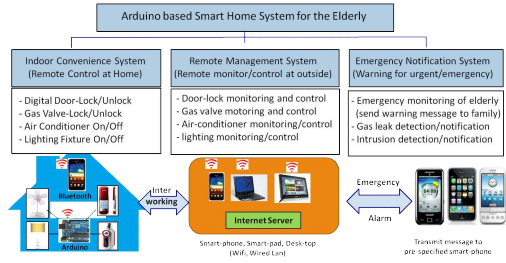 Arduino based Smart Home System for the Elderly
Indoor Convenience System
(Remote Control at Home)
- Digital Door-Lock/Unlock
- Gas Valve-Lock/Unlock
- Air Conditioner On/Off
- Lighting Fixture On/Off
Remote Management System
(Remote monitor/control at outside)
- Door-lock monitoring and control
- Gas valve motoring and control
- Air-conditioner monitoring/control
- lighting monitoring/control
Emergency Notification System
(Warning for urgent/emergency)
- Emergency monitoring of elderly
(send warning message to family)
- Gas leak detection/notification
- Intrusion detection/notification
Bluetooth
Arduino
Inter
working
Internet Server
Smart-phone, Smart-pad, Desk-top
(Wifi, Wired Lan)
Emergency
Alarm
Transmit message to
pre-specified smart-phone